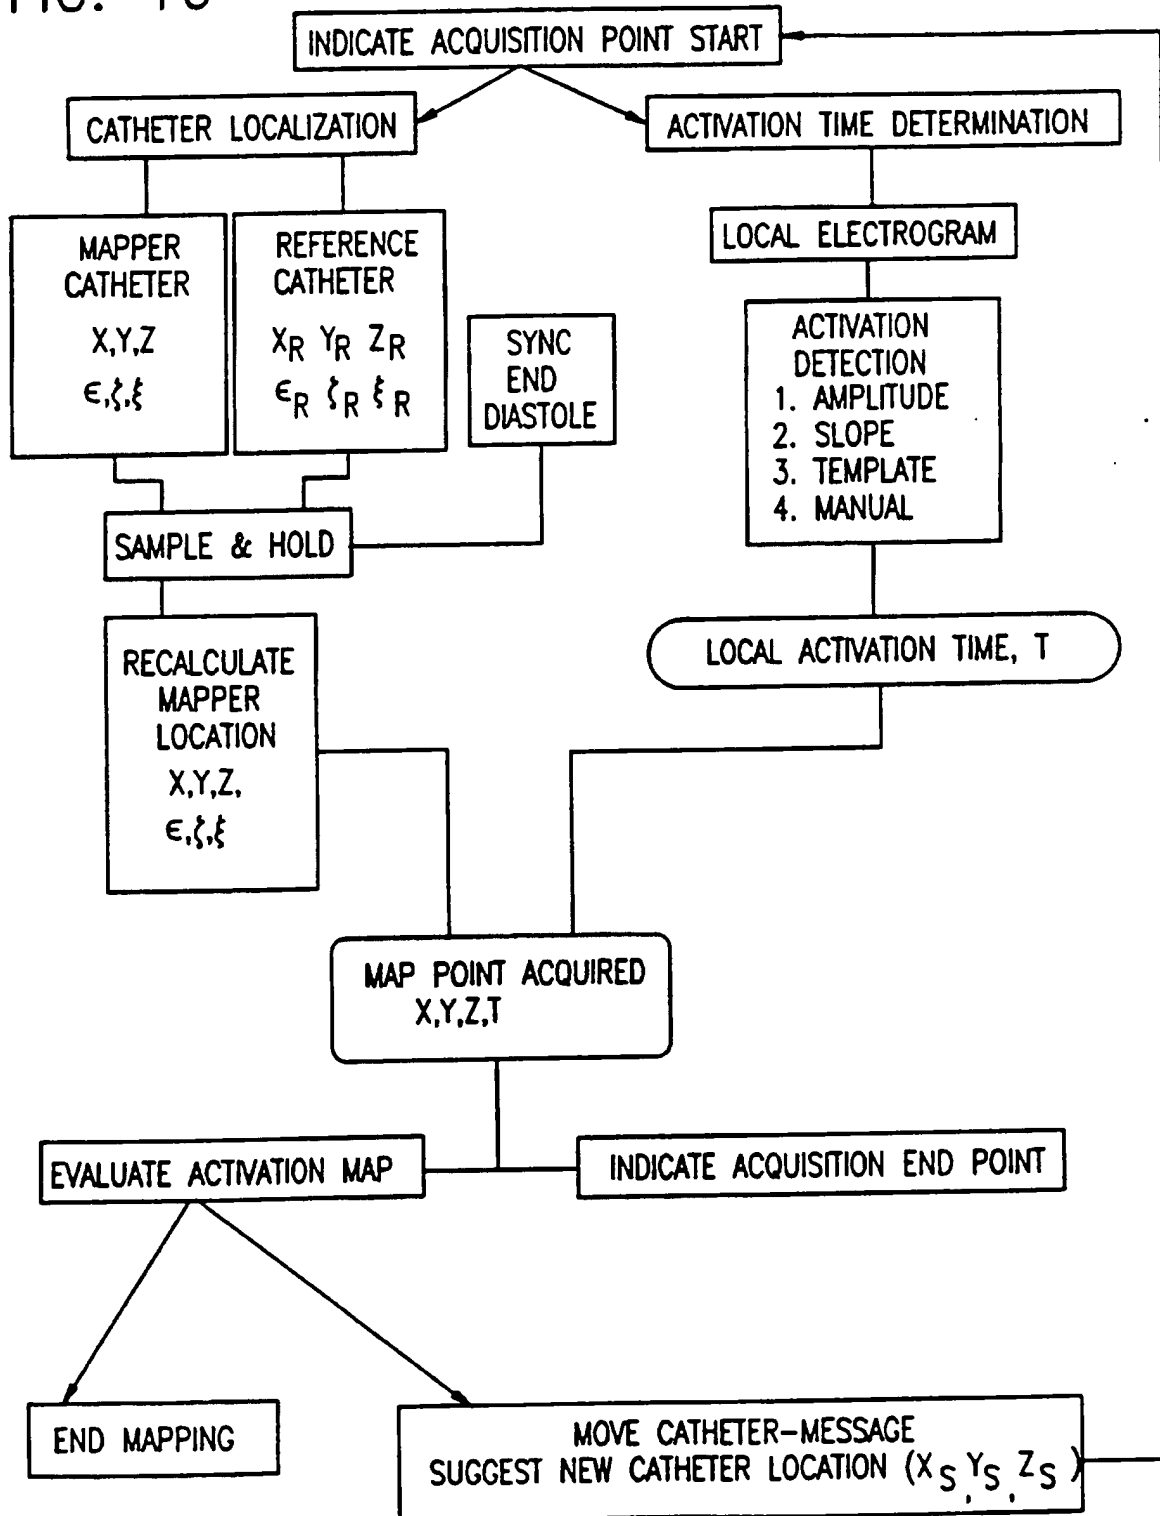 INDICATE ACQUISITION POINT START
CATHETER LOCALIZATION
ACTIVATION TIME DETERMINATION
MAPPER
CATHETER
X,Y,Z
ϵ,ζ,ξ
REFERENCE
CATHETER
XR YR ZR
ϵR ζR ξR
SYNC
END
DIASTOLE
LOCAL ELECTROGRAM
ACTIVATION
DETECTION
1. AMPLITUDE
2. SLOPE
3. TEMPLATE
4. MANUAL
SAMPLE & HOLD
RECALCULATE
MAPPER
LOCATION
X,Y,Z,
ϵ,ζ,ξ
LOCAL ACTIVATION TIME, T
MAP POINT ACQUIRED
X,Y,Z,T
EVALUATE ACTIVATION MAP
INDICATE ACQUISITION END POINT
END MAPPING
MOVE CATHETER-MESSAGE
SUGGEST NEW CATHETER LOCATION (XS, YS, ZS)